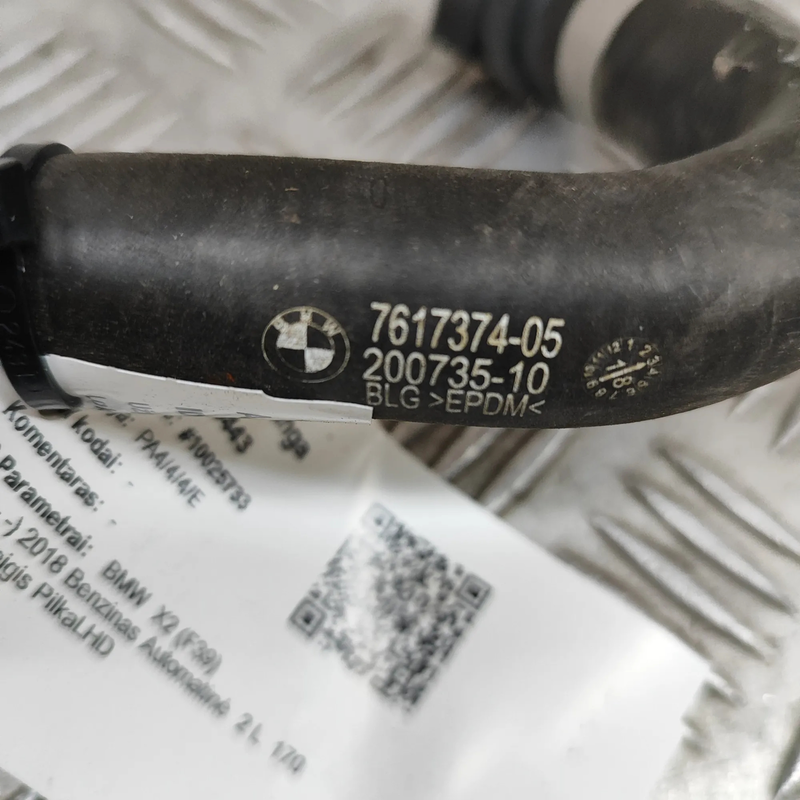 BMW
7617374-05
200735-10
BLG >EPDM<
#10025733
PA4/4/4/E
kodai: -
Komentaras: -
Parametrai: BMW X2 (F39)
-) 2018 Benzinas Automatinė 2 L 170
PilkaLHD